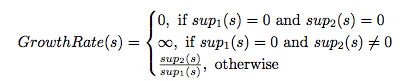 0, if sup₁(s) = 0 and sup₂(s) = 0
GrowthRate(s) = { ∞, if sup₁(s) = 0 and sup₂(s) ≠ 0
sup₂(s)/sup₁(s), otherwise